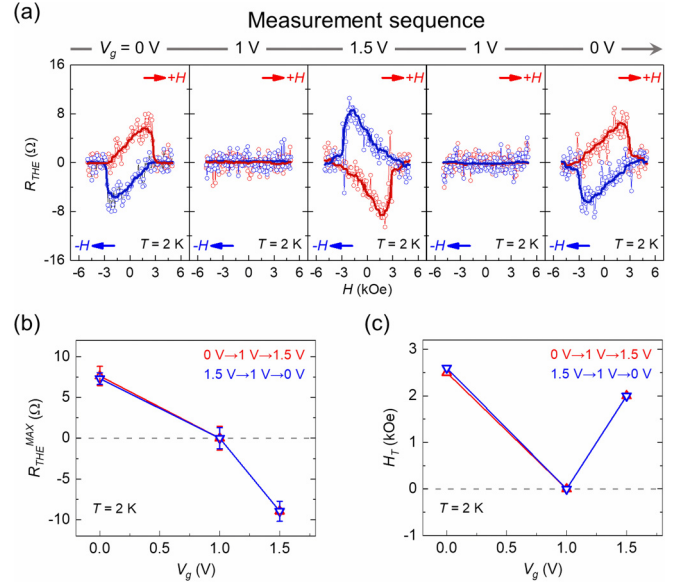 (a)
Measurement sequence
V_g = 0 V 1 V 1.5 V 1 V 0 V
16
8
0
-8
-16
R_THE (Ω)
+H +H +H +H +H
-H T = 2 K -H T = 2 K -H T = 2 K -H T = 2 K -H T = 2 K
-6 -3 0 3 6 -6 -3 0 3 6 -6 -3 0 3 6 -6 -3 0 3 6 -6 -3 0 3 6
H (kOe)
(b)
10
5
0
-5
-10
R_THE^MAX (Ω)
0 V→1 V→1.5 V
1.5 V→1 V→0 V
T = 2 K
0.0 0.5 1.0 1.5
V_g (V)
(c)
3
2
1
0
-1
H_T (kOe)
0 V→1 V→1.5 V
1.5 V→1 V→0 V
T = 2 K
0.0 0.5 1.0 1.5
V_g (V)